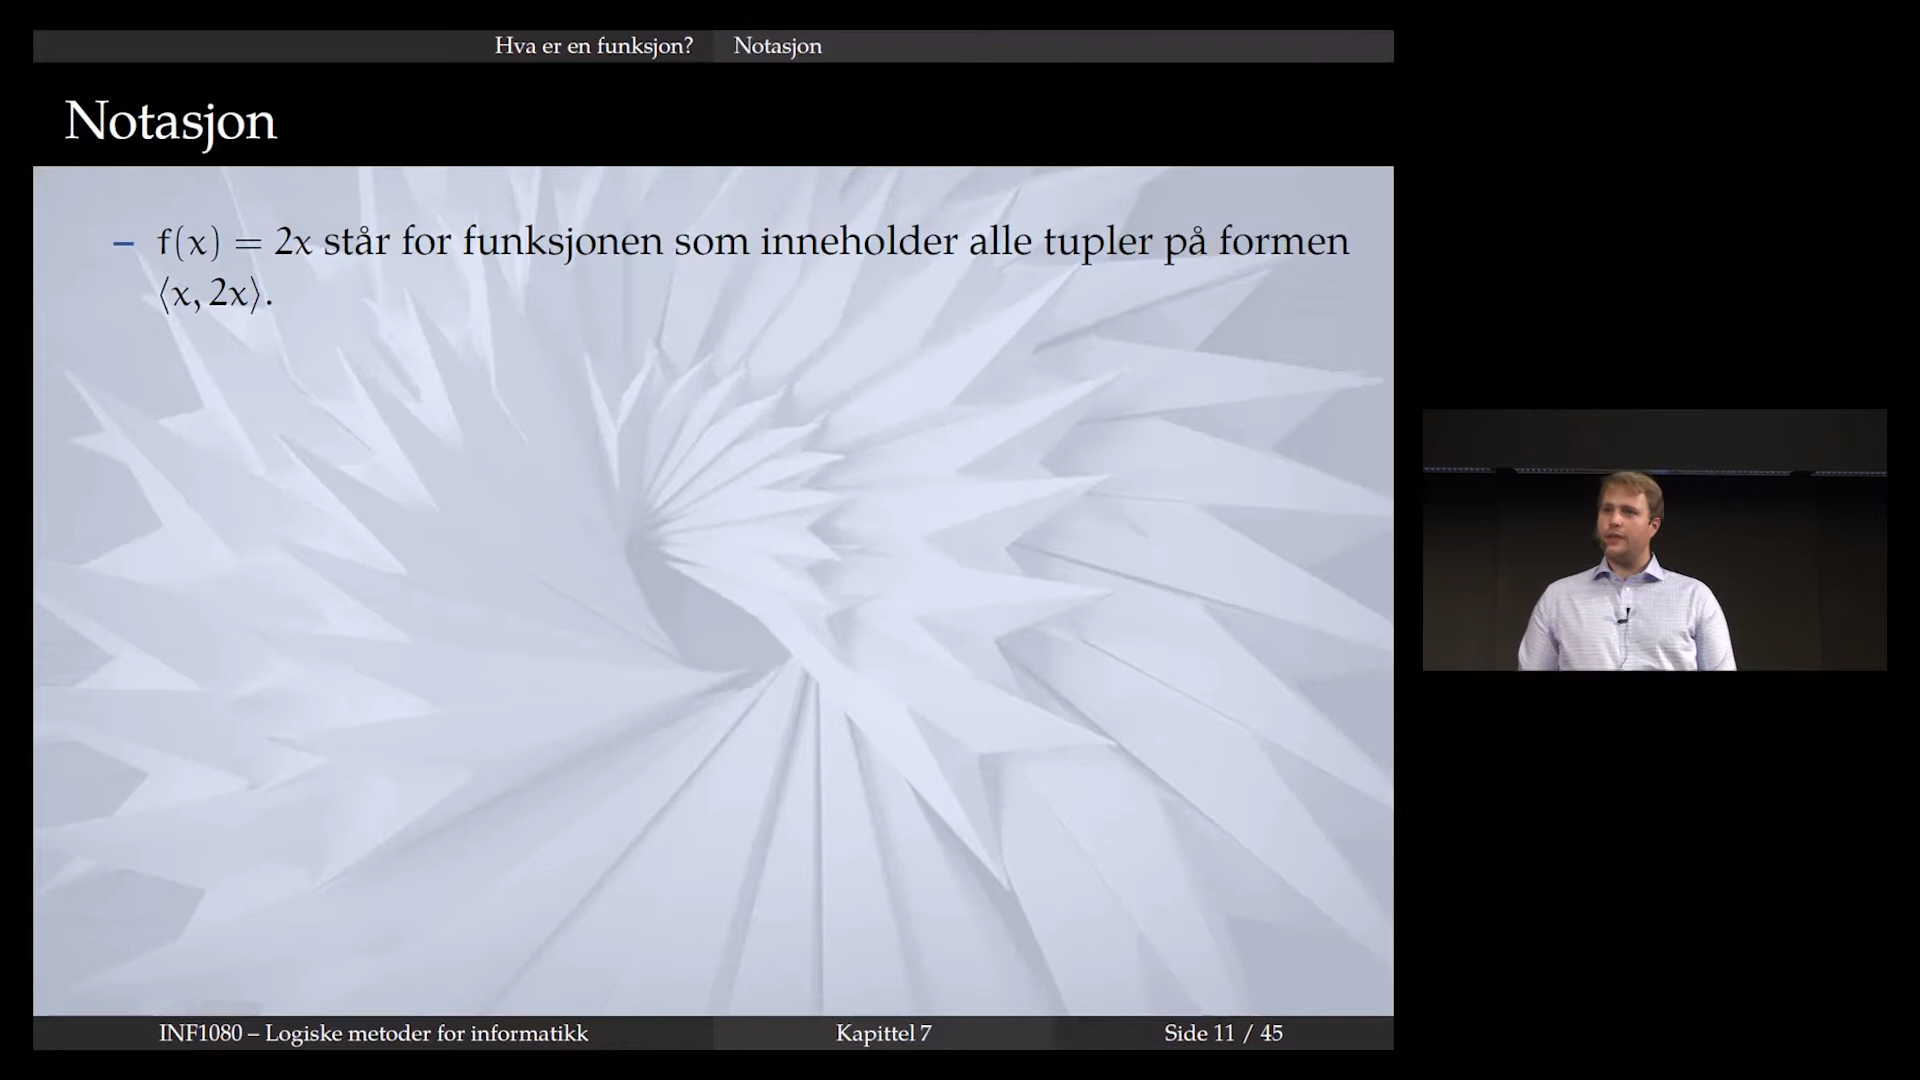 Hva er en funksjon? Notasjon
Notasjon
– f(x) = 2x står for funksjonen som inneholder alle tupler på formen
⟨x, 2x⟩.
INF1080 – Logiske metoder for informatikk Kapittel 7 Side 11 / 45